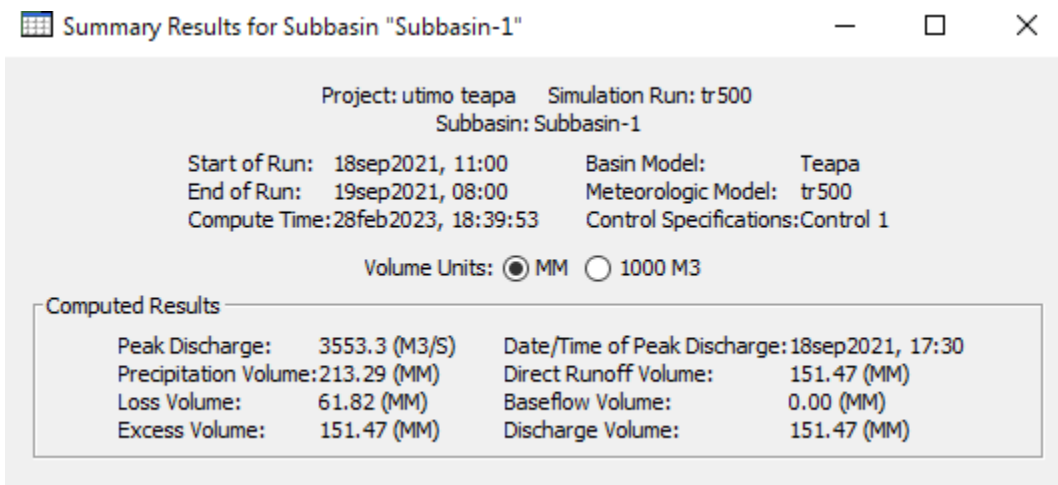 Summary Results for Subbasin "Subbasin-1"
Project: utimo teapa Simulation Run: tr500
Subbasin: Subbasin-1
Start of Run: 18sep2021, 11:00 Basin Model: Teapa
End of Run: 19sep2021, 08:00 Meteorologic Model: tr500
Compute Time:28feb2023, 18:39:53 Control Specifications:Control 1
Volume Units: MM 1000 M3
Computed Results
Peak Discharge: 3553.3 (M3/S) Date/Time of Peak Discharge:18sep2021, 17:30
Precipitation Volume:213.29 (MM) Direct Runoff Volume: 151.47 (MM)
Loss Volume: 61.82 (MM) Baseflow Volume: 0.00 (MM)
Excess Volume: 151.47 (MM) Discharge Volume: 151.47 (MM)